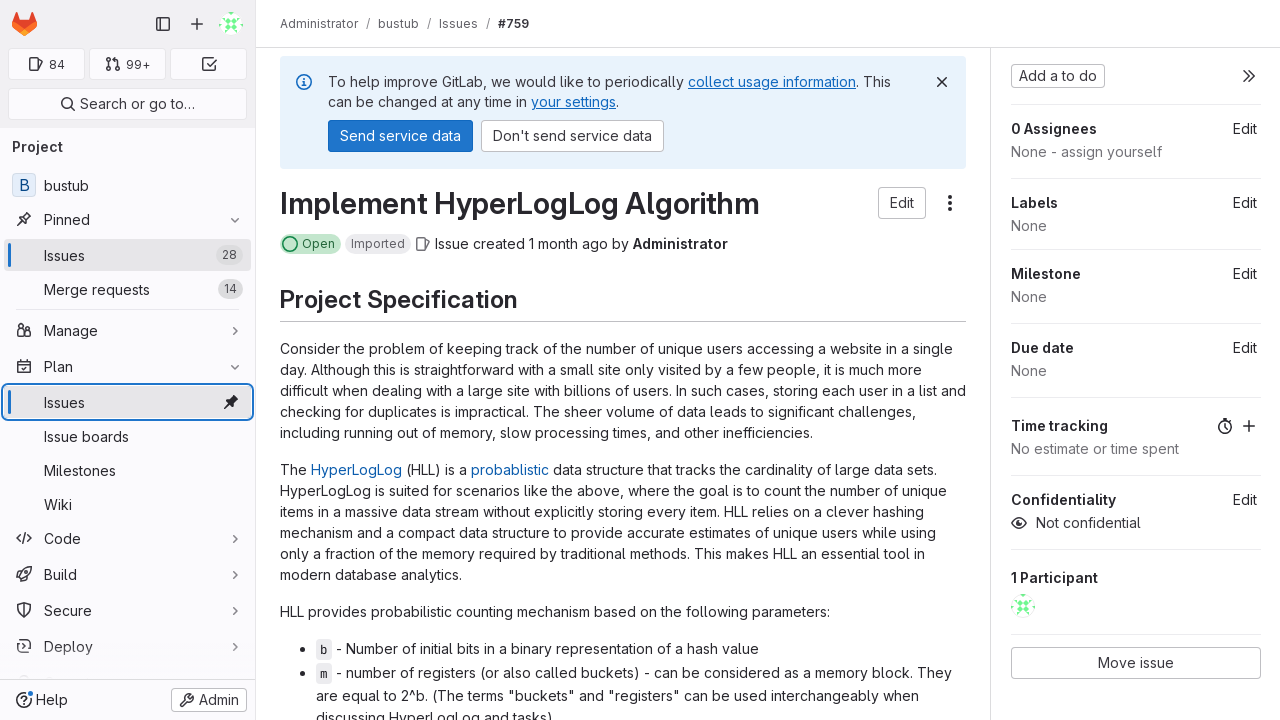 Administrator / bustub / Issues / #759
84
99+
Search or go to…
Project
B bustub
Pinned
Issues 28
Merge requests 14
Manage
Plan
Issues
Issue boards
Milestones
Wiki
Code
Build
Secure
Deploy
Help
Admin
To help improve GitLab, we would like to periodically collect usage information. This
can be changed at any time in your settings.
Send service data
Don't send service data
Implement HyperLogLog Algorithm
Edit
Open Imported Issue created 1 month ago by Administrator
Project Specification
Consider the problem of keeping track of the number of unique users accessing a website in a single
day. Although this is straightforward with a small site only visited by a few people, it is much more
difficult when dealing with a large site with billions of users. In such cases, storing each user in a list and
checking for duplicates is impractical. The sheer volume of data leads to significant challenges,
including running out of memory, slow processing times, and other inefficiencies.
The HyperLogLog (HLL) is a probablistic data structure that tracks the cardinality of large data sets.
HyperLogLog is suited for scenarios like the above, where the goal is to count the number of unique
items in a massive data stream without explicitly storing every item. HLL relies on a clever hashing
mechanism and a compact data structure to provide accurate estimates of unique users while using
only a fraction of the memory required by traditional methods. This makes HLL an essential tool in
modern database analytics.
HLL provides probabilistic counting mechanism based on the following parameters:
• b - Number of initial bits in a binary representation of a hash value
• m - number of registers (or also called buckets) - can be considered as a memory block. They
are equal to 2^b. (The terms "buckets" and "registers" can be used interchangeably when
discussing HyperLogLog and tasks)
Add a to do
0 Assignees Edit
None - assign yourself
Labels Edit
None
Milestone Edit
None
Due date Edit
None
Time tracking
No estimate or time spent
Confidentiality Edit
Not confidential
1 Participant
Move issue